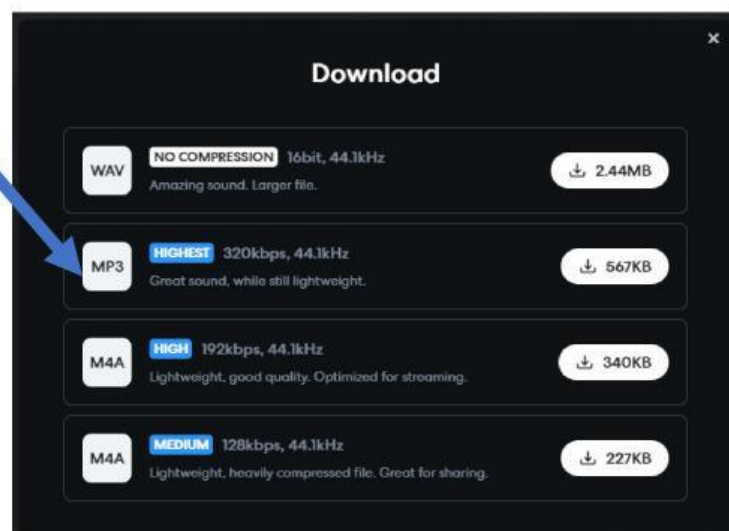 ×
Download
WAV
NO COMPRESSION 16bit, 44.1kHz
Amazing sound. Larger file.
2.44MB
MP3
HIGHEST 320kbps, 44.1kHz
Great sound, while still lightweight.
567KB
M4A
HIGH 192kbps, 44.1kHz
Lightweight, good quality. Optimized for streaming.
340KB
M4A
MEDIUM 128kbps, 44.1kHz
Lightweight, heavily compressed file. Great for sharing.
227KB